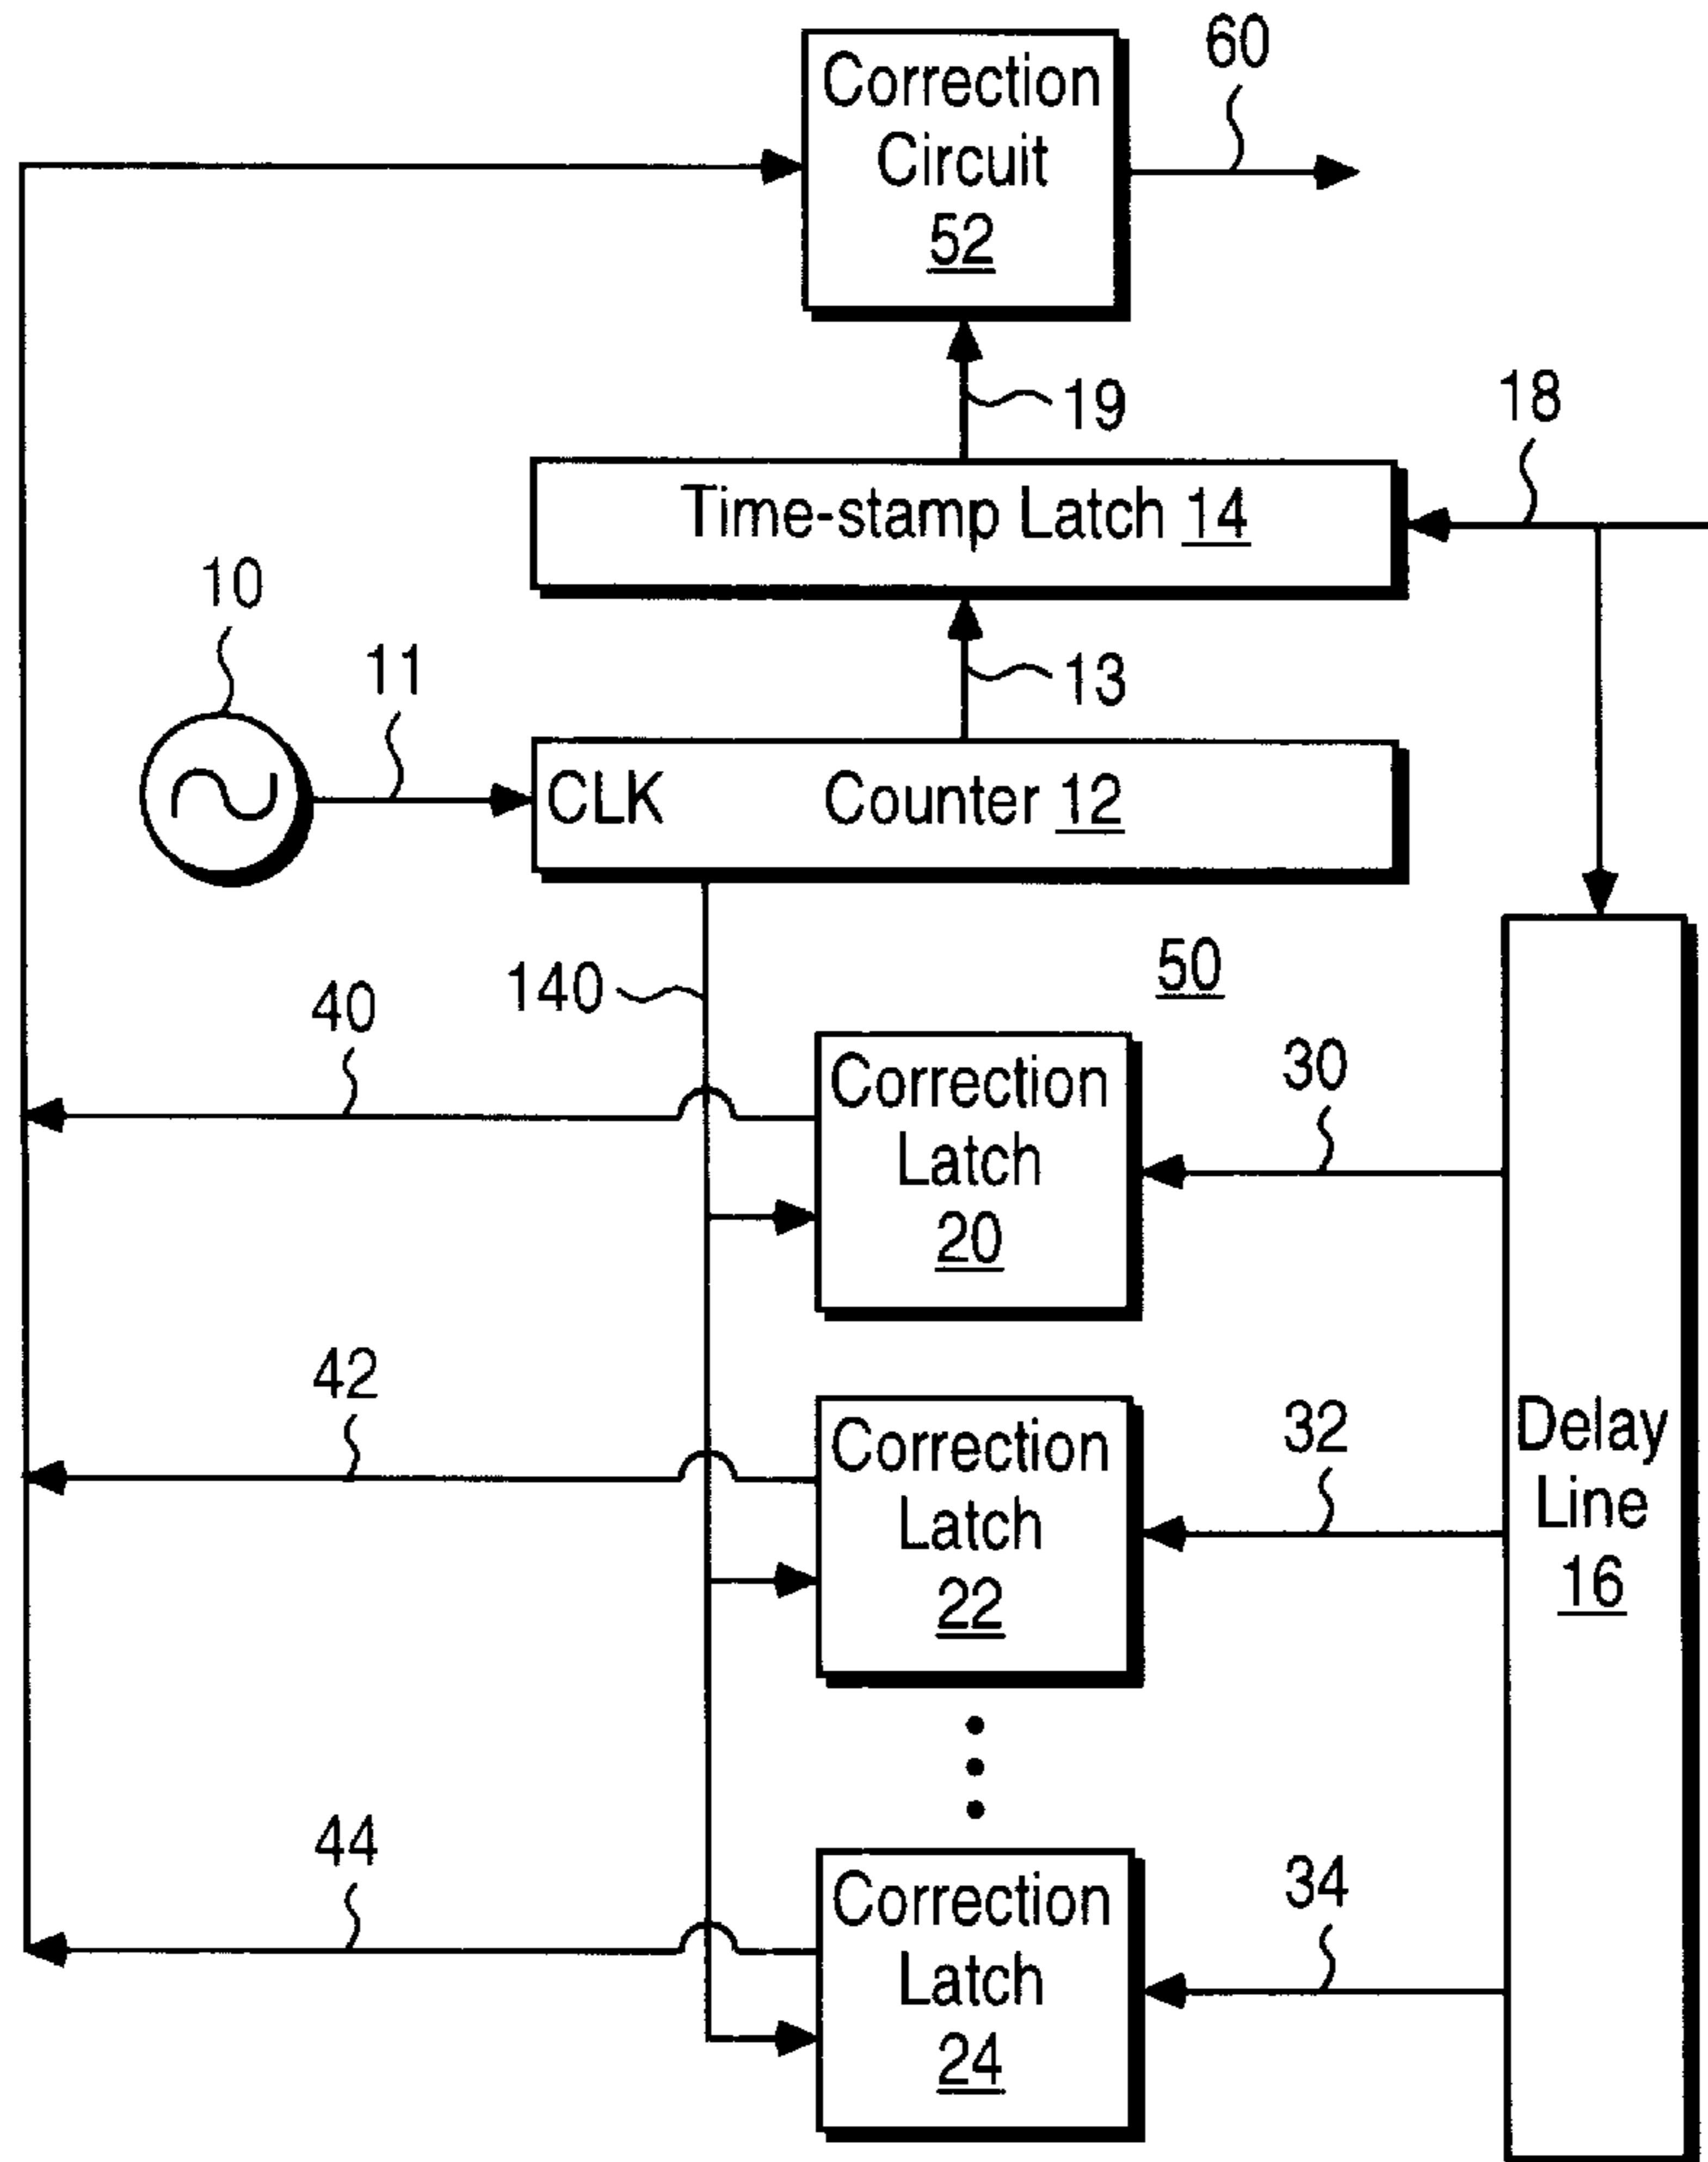 60
Correction
Circuit
52
19
18
Time-stamp Latch 14
10
11
13
CLK Counter 12
140
50
40
Correction
Latch
20
30
42
Correction
Latch
22
32
Delay
Line
16
44
Correction
Latch
24
34